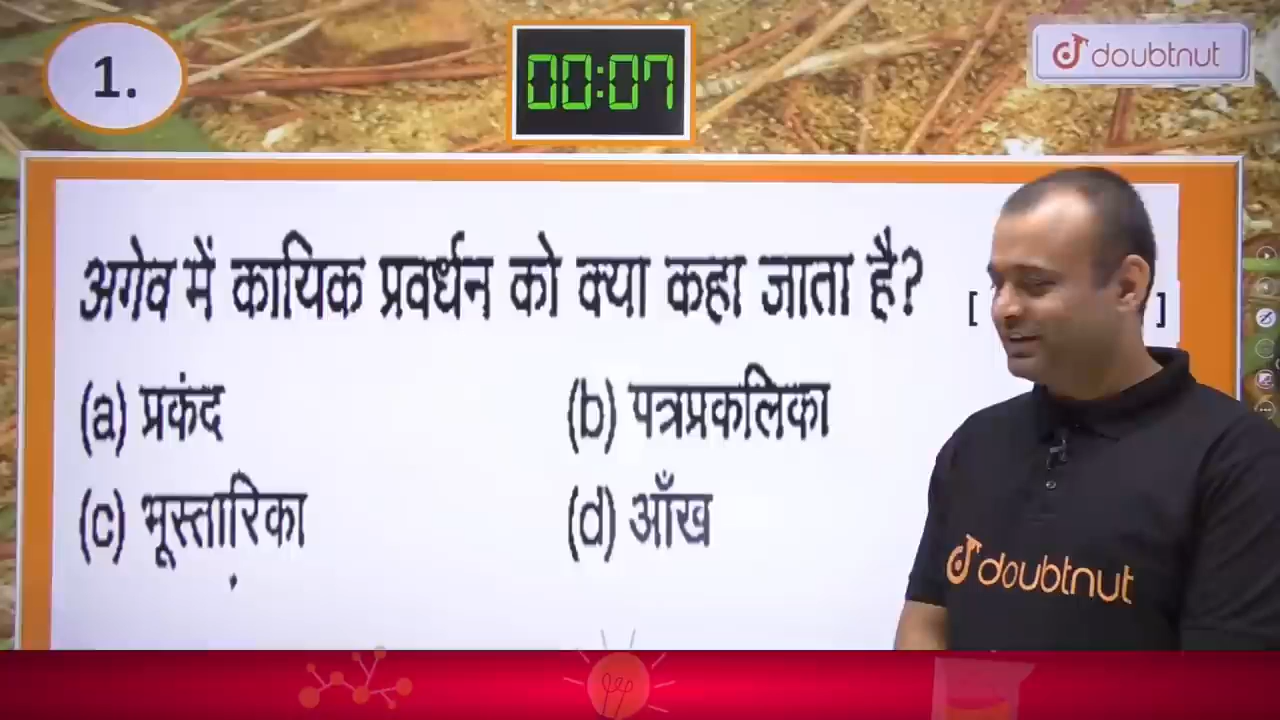 1.
00:07
doubtnut
अगेव में कायिक प्रवर्धन को क्या कहा जाता है?
[ ]
(a) प्रकंद
(b) पत्रप्रकलिका
(c) भूस्तारिका
(d) आँख
doubtnut